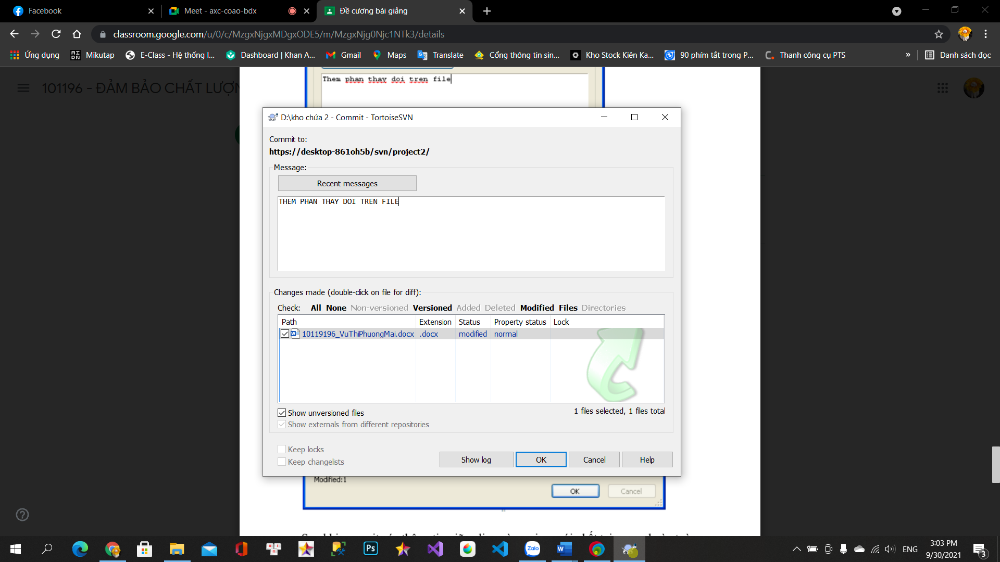 Facebook
Meet - axc-coao-bdx
Đề cương bài giảng
classroom.google.com/u/0/c/MzgxNjgxMDgxODE5/m/MzgxNjg0Njc1NTk3/details
Ứng dụng
Mikutap
E-Class - Hệ thống l...
Dashboard | Khan A...
Gmail
Maps
Translate
Cổng thông tin sin...
Kho Stock Kiên Ka...
90 phím tắt trong P...
Thanh công cụ PTS
»
Danh sách đọc
101196 - ĐẢM BẢO CHẤT LƯỢN
Them phan thay doi tren file
D:\kho chứa 2 - Commit - TortoiseSVN
Commit to:
https://desktop-861oh5b/svn/project2/
Message:
Recent messages
THEM PHAN THAY DOI TREN FILE
Changes made (double-click on file for diff):
Check: All None Non-versioned Versioned Added Deleted Modified Files Directories
Path Extension Status Property status Lock
10119196_VuThiPhuongMai.docx .docx modified normal
Show unversioned files
1 files selected, 1 files total
Show externals from different repositories
Keep locks
Keep changelists
Show log
OK
Cancel
Help
Modified:1
OK
Cancel
Ps
Zalo
ENG
3:03 PM
9/30/2021
3